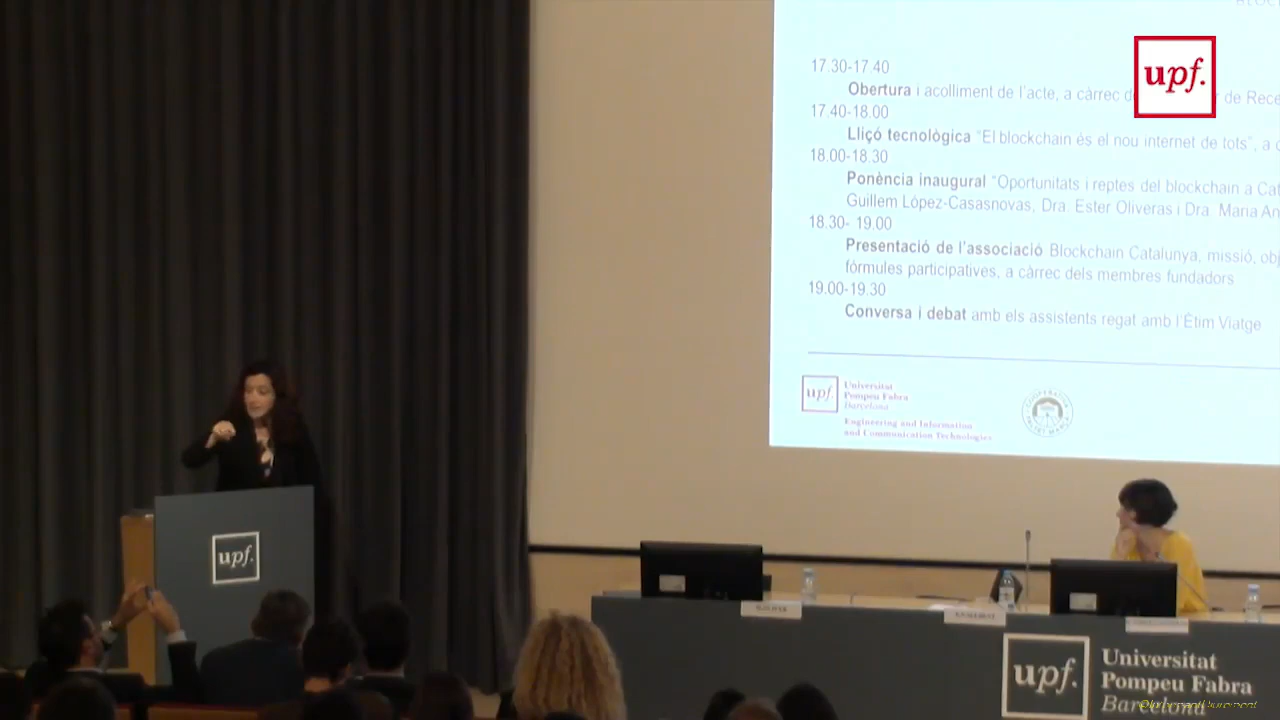 17.30-17.40
Obertura i acolliment de l'acte, a càrrec de Rece
17.40-18.00
Lliçó tecnològica "El blockchain és el nou internet de tots", a c
18.00-18.30
Ponència inaugural "Oportunitats i reptes del blockchain a Cat
Guillem López-Casasnovas, Dra. Ester Oliveras i Dra. Maria An
18.30- 19.00
Presentació de l'associació Blockchain Catalunya, missió, obj
fórmules participatives, a càrrec dels membres fundadors
19.00-19.30
Conversa i debat amb els assistents regat amb l'Ètim Viatge
upf.
upf.
Universitat
Pompeu Fabra
Barcelona
Engineering and Information
and Communication Technologies
upf.
upf.
Universitat
Pompeu Fabra
Barcelona